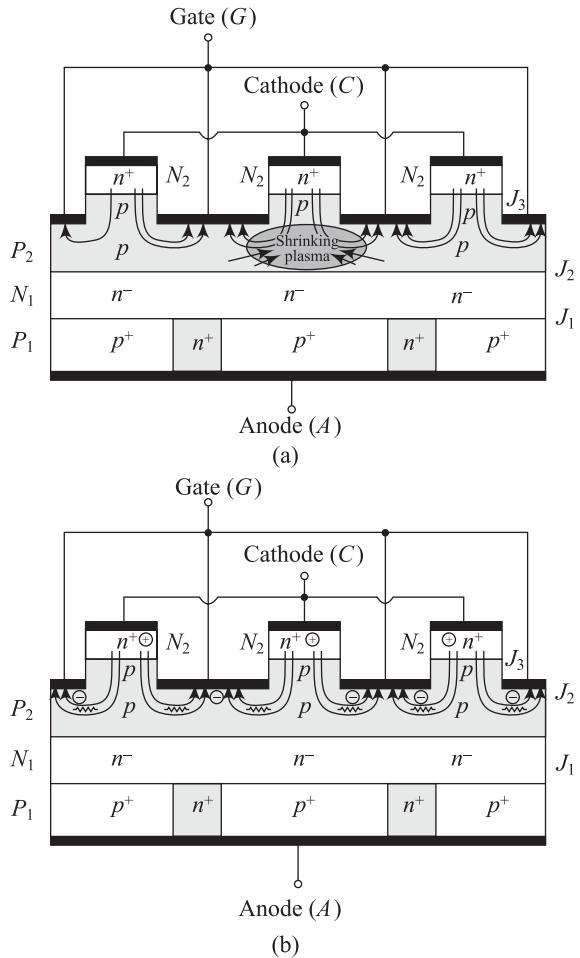 Gate (G)
Cathode (C)
n⁺ N₂ N₂ n⁺ N₂ n⁺
p p p J₃
P₂ p Shrinking plasma J₂
N₁ n⁻ n⁻ n⁻
P₁ p⁺ n⁺ p⁺ n⁺ p⁺ J₁
Anode (A)
(a)
Gate (G)
Cathode (C)
n⁺ + N₂ N₂ n⁺ + N₂ + n⁺
p p p J₃
− − − − − J₂
P₂ p p p
N₁ n⁻ n⁻ n⁻ J₁
P₁ p⁺ n⁺ p⁺ n⁺ p⁺
Anode (A)
(b)